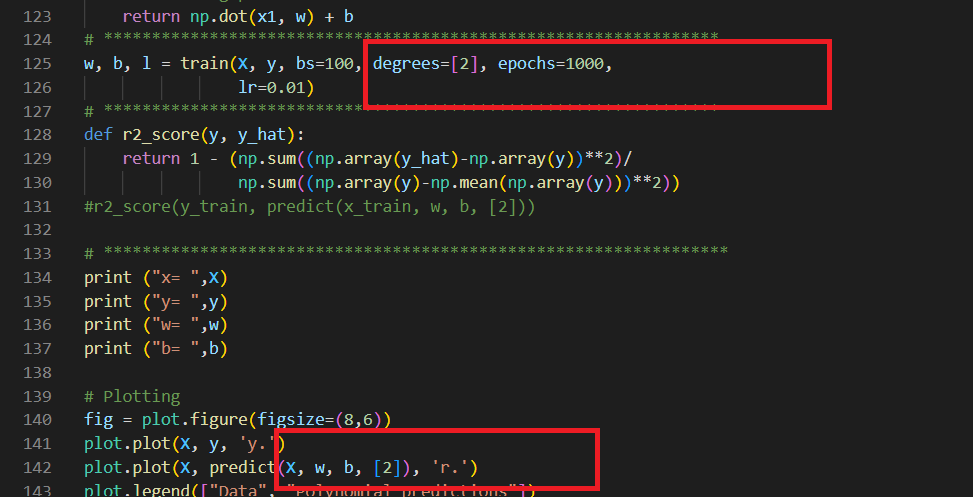 123 return np.dot(x1, w) + b
124 # ****************************************************************
125 w, b, l = train(X, y, bs=100, degrees=[2], epochs=1000,
126 lr=0.01)
127 # ****************************************************************
128 def r2_score(y, y_hat):
129 return 1 - (np.sum((np.array(y_hat)-np.array(y))**2)/
130 np.sum((np.array(y)-np.mean(np.array(y)))**2))
131 #r2_score(y_train, predict(x_train, w, b, [2]))
132
133 # *****************************************************************
134 print ("x= ",X)
135 print ("y= ",y)
136 print ("w= ",w)
137 print ("b= ",b)
138
139 # Plotting
140 fig = plot.figure(figsize=(8,6))
141 plot.plot(X, y, 'y.')
142 plot.plot(X, predict(X, w, b, [2]), 'r.')
143 plot.legend(["Data", "Polynomial predictions"])